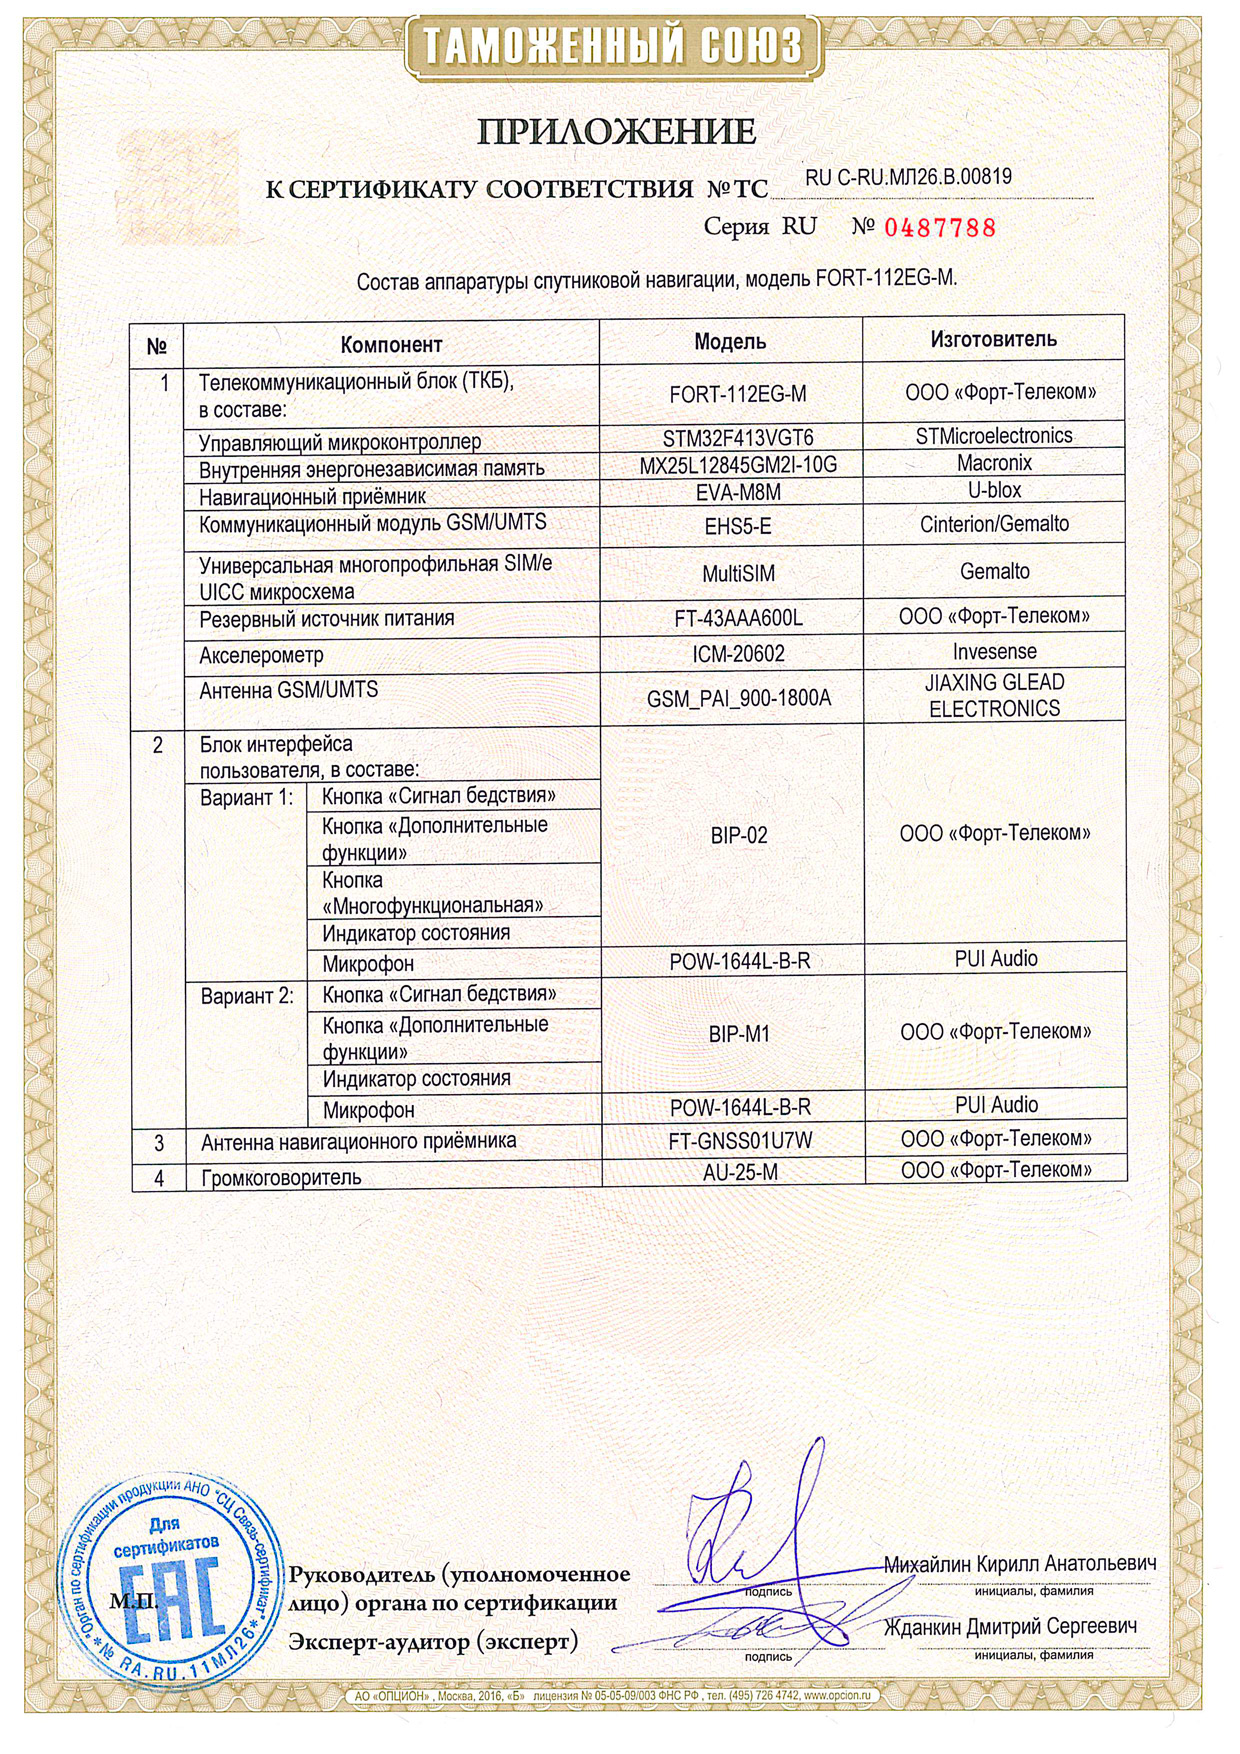 ТАМОЖЕННЫЙ СОЮЗ
ПРИЛОЖЕНИЕ
К СЕРТИФИКАТУ СООТВЕТСТВИЯ № ТС RU С-RU.МЛ26.В.00819
Серия RU № 0487788
Состав аппаратуры спутниковой навигации, модель FORT-112EG-M.
№ Компонент Модель Изготовитель
1 Телекоммуникационный блок (ТКБ),
в составе: FORT-112EG-M ООО «Форт-Телеком»
Управляющий микроконтроллер STM32F413VGT6 STMicroelectronics
Внутренняя энергонезависимая память MX25L12845GM2I-10G Macronix
Навигационный приёмник EVA-M8M U-blox
Коммуникационный модуль GSM/UMTS EHS5-E Cinterion/Gemalto
Универсальная многопрофильная SIM/e
UICC микросхема MultiSIM Gemalto
Резервный источник питания FT-43AAA600L ООО «Форт-Телеком»
Акселерометр ICM-20602 Invesense
Антенна GSM/UMTS GSM_PAI_900-1800A JIAXING GLEAD
ELECTRONICS
2 Блок интерфейса
пользователя, в составе:
Вариант 1: Кнопка «Сигнал бедствия»
Кнопка «Дополнительные
функции» BIP-02 ООО «Форт-Телеком»
Кнопка
«Многофункциональная»
Индикатор состояния
Микрофон POW-1644L-B-R PUI Audio
Вариант 2: Кнопка «Сигнал бедствия»
Кнопка «Дополнительные
функции» BIP-M1 ООО «Форт-Телеком»
Индикатор состояния
Микрофон POW-1644L-B-R PUI Audio
3 Антенна навигационного приёмника FT-GNSS01U7W ООО «Форт-Телеком»
4 Громкоговоритель AU-25-M ООО «Форт-Телеком»
Орган по сертификации продукции АНО "СЦ Связь-сертификат"
* № RA.RU.11МЛ26 *
Для
сертификатов
ЕАС
М.П.
Руководитель (уполномоченное
лицо) органа по сертификации
подпись
Михайлин Кирилл Анатольевич
инициалы, фамилия
Эксперт-аудитор (эксперт)
подпись
Жданкин Дмитрий Сергеевич
инициалы, фамилия
АО «ОПЦИОН» , Москва, 2016, «Б» лицензия № 05-05-09/003 ФНС РФ , тел. (495) 726 4742, www.opcion.ru